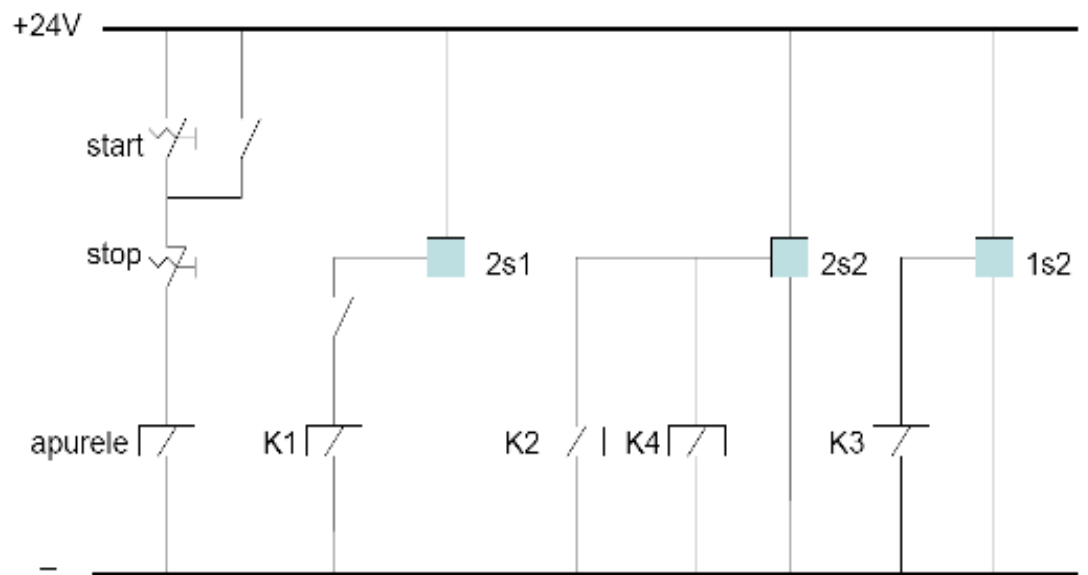 +24V
start
stop
2s1
2s2
1s2
apurele
K1
K2
K4
K3
–